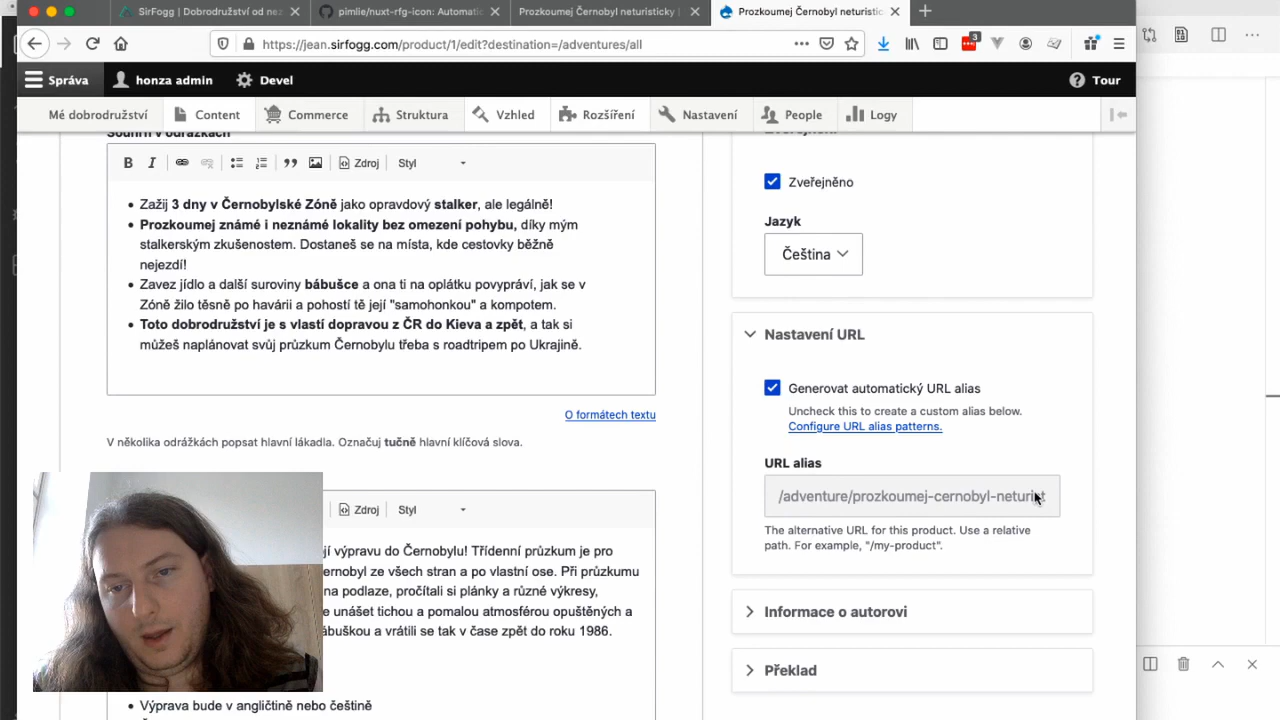 SirFogg | Dobrodružství od nez
pimlie/nuxt-rfg-icon: Automatic
Prozkoumej Černobyl neturisticky |
Prozkoumej Černobyl neturistic
https://jean.sirfogg.com/product/1/edit?destination=/adventures/all
3
Správa
honza admin
Devel
Tour
Mé dobrodružství
Content
Commerce
Struktura
Vzhled
Rozšíření
Nastavení
People
Logy
Souhrn v odrážkách
Zdroj
Styl
Zažij 3 dny v Černobylské Zóně jako opravdový stalker, ale legálně!
Prozkoumej známé i neznámé lokality bez omezení pohybu, díky mým
stalkerským zkušenostem. Dostaneš se na místa, kde cestovky běžně
nejezdí!
Zavez jídlo a další suroviny bábušce a ona ti na oplátku povypráví, jak se v
Zóně žilo těsně po havárii a pohostí tě její "samohonkou" a kompotem.
Toto dobrodružství je s vlastí dopravou z ČR do Kieva a zpět, a tak si
můžeš naplánovat svůj průzkum Černobylu třeba s roadtripem po Ukrajině.
O formátech textu
V několika odrážkách popsat hlavní lákadla. Označuj tučně hlavní klíčová slova.
Zdroj
Styl
jí výpravu do Černobylu! Třídenní průzkum je pro
ernobyl ze všech stran a po vlastní ose. Při průzkumu
na podlaze, pročítali si plánky a různé výkresy,
e unášet tichou a pomalou atmosférou opuštěných a
ábuškou a vrátili se tak v čase zpět do roku 1986.
Výprava bude v angličtině nebo češtině
Zveřejnění
Zveřejněno
Jazyk
Čeština
Nastavení URL
Generovat automatický URL alias
Uncheck this to create a custom alias below.
Configure URL alias patterns.
URL alias
/adventure/prozkoumej-cernobyl-neturist
The alternative URL for this product. Use a relative
path. For example, "/my-product".
Informace o autorovi
Překlad